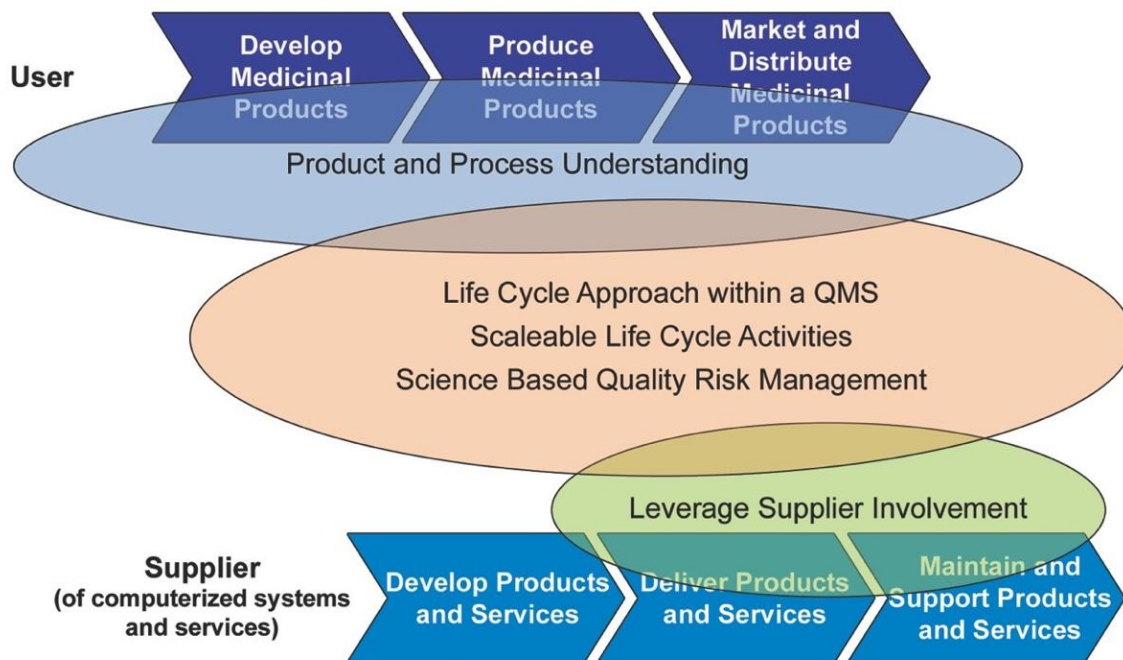 User
Develop
Medicinal
Products
Produce
Medicinal
Products
Market and
Distribute
Medicinal
Products
Product and Process Understanding
Life Cycle Approach within a QMS
Scaleable Life Cycle Activities
Science Based Quality Risk Management
Leverage Supplier Involvement
Supplier
(of computerized systems
and services)
Develop Products
and Services
Deliver Products
and Services
Maintain and
Support Products
and Services